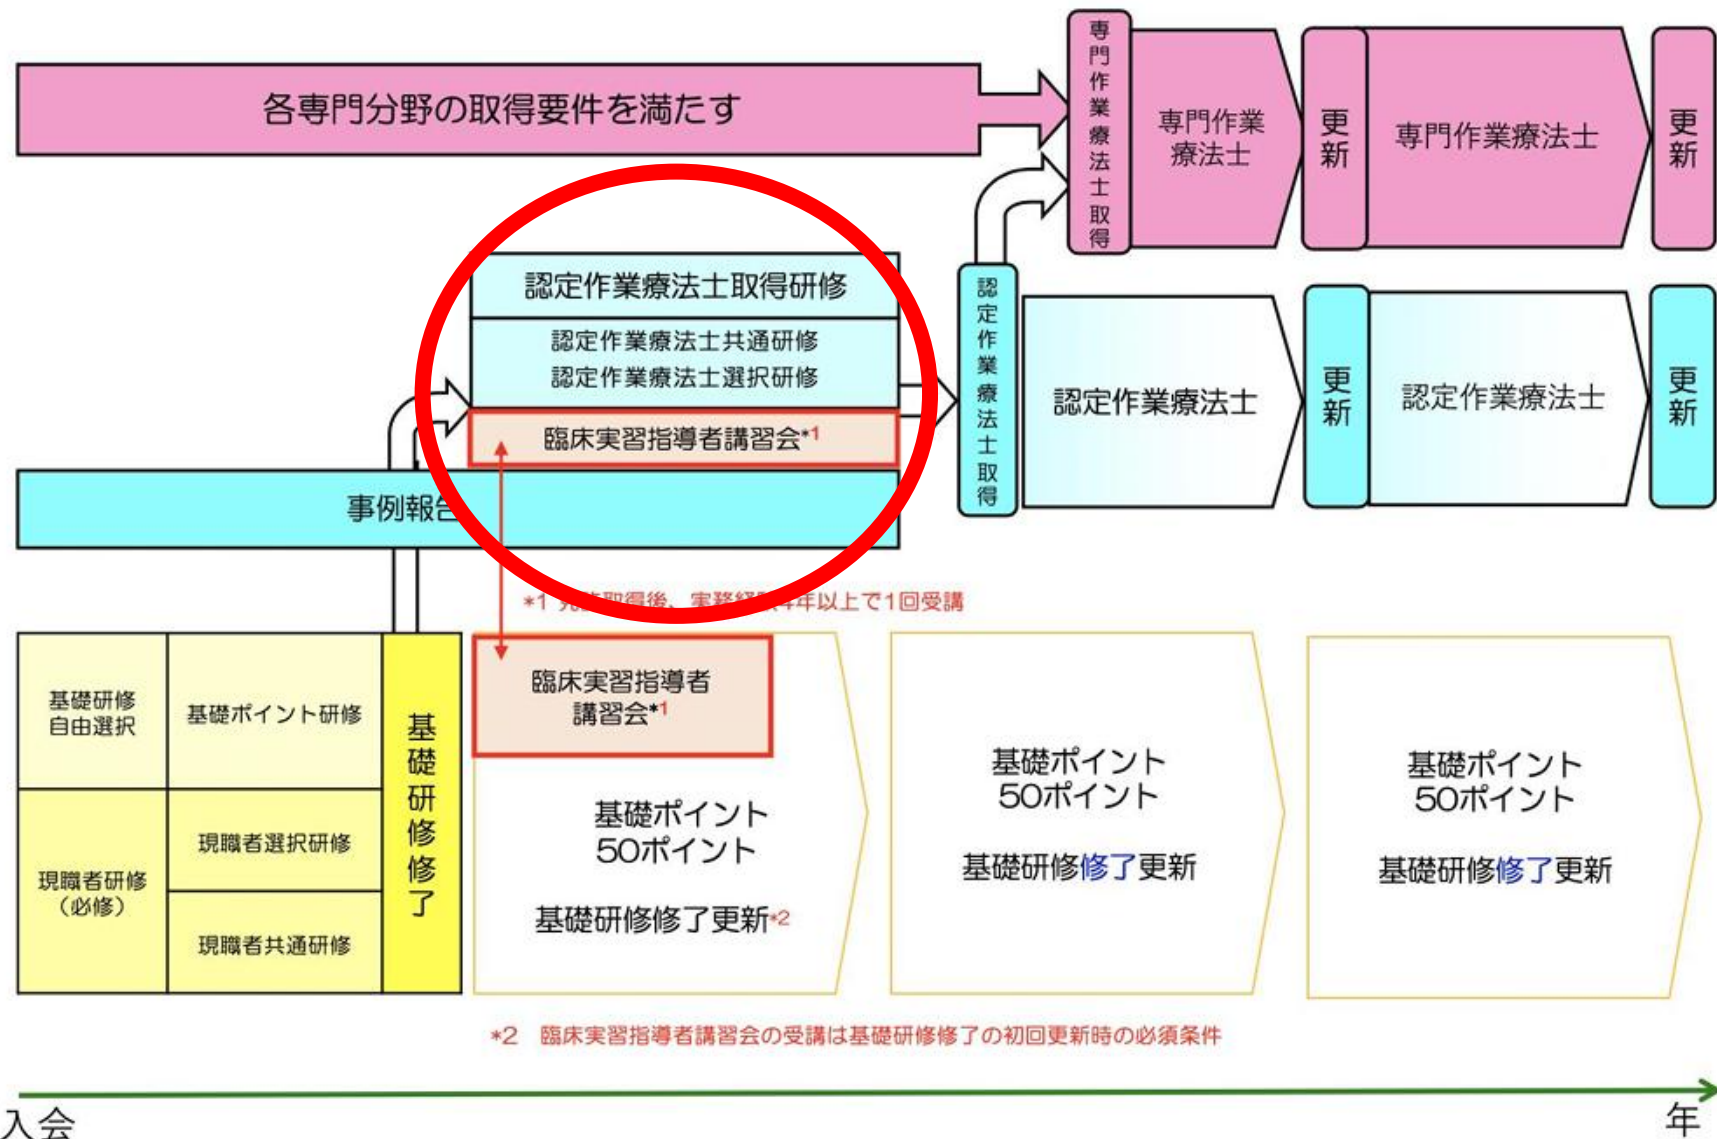 各専門分野の取得要件を満たす
専門作業療法士取得
専門作業
療法士
更新
専門作業療法士
更新
認定作業療法士取得研修
認定作業療法士共通研修
認定作業療法士選択研修
臨床実習指導者講習会*1
認定作業療法士取得
認定作業療法士
更新
認定作業療法士
更新
事例報告
*1
取得後、実務経験4年以上で1回受講
基礎研修
自由選択
基礎ポイント研修
現職者研修
（必修）
現職者選択研修
現職者共通研修
基礎研修修了
臨床実習指導者
講習会*1
基礎ポイント
50ポイント
基礎研修修了更新*2
基礎ポイント
50ポイント
基礎研修修了更新
基礎ポイント
50ポイント
基礎研修修了更新
*2　臨床実習指導者講習会の受講は基礎研修修了の初回更新時の必須条件
入会
年